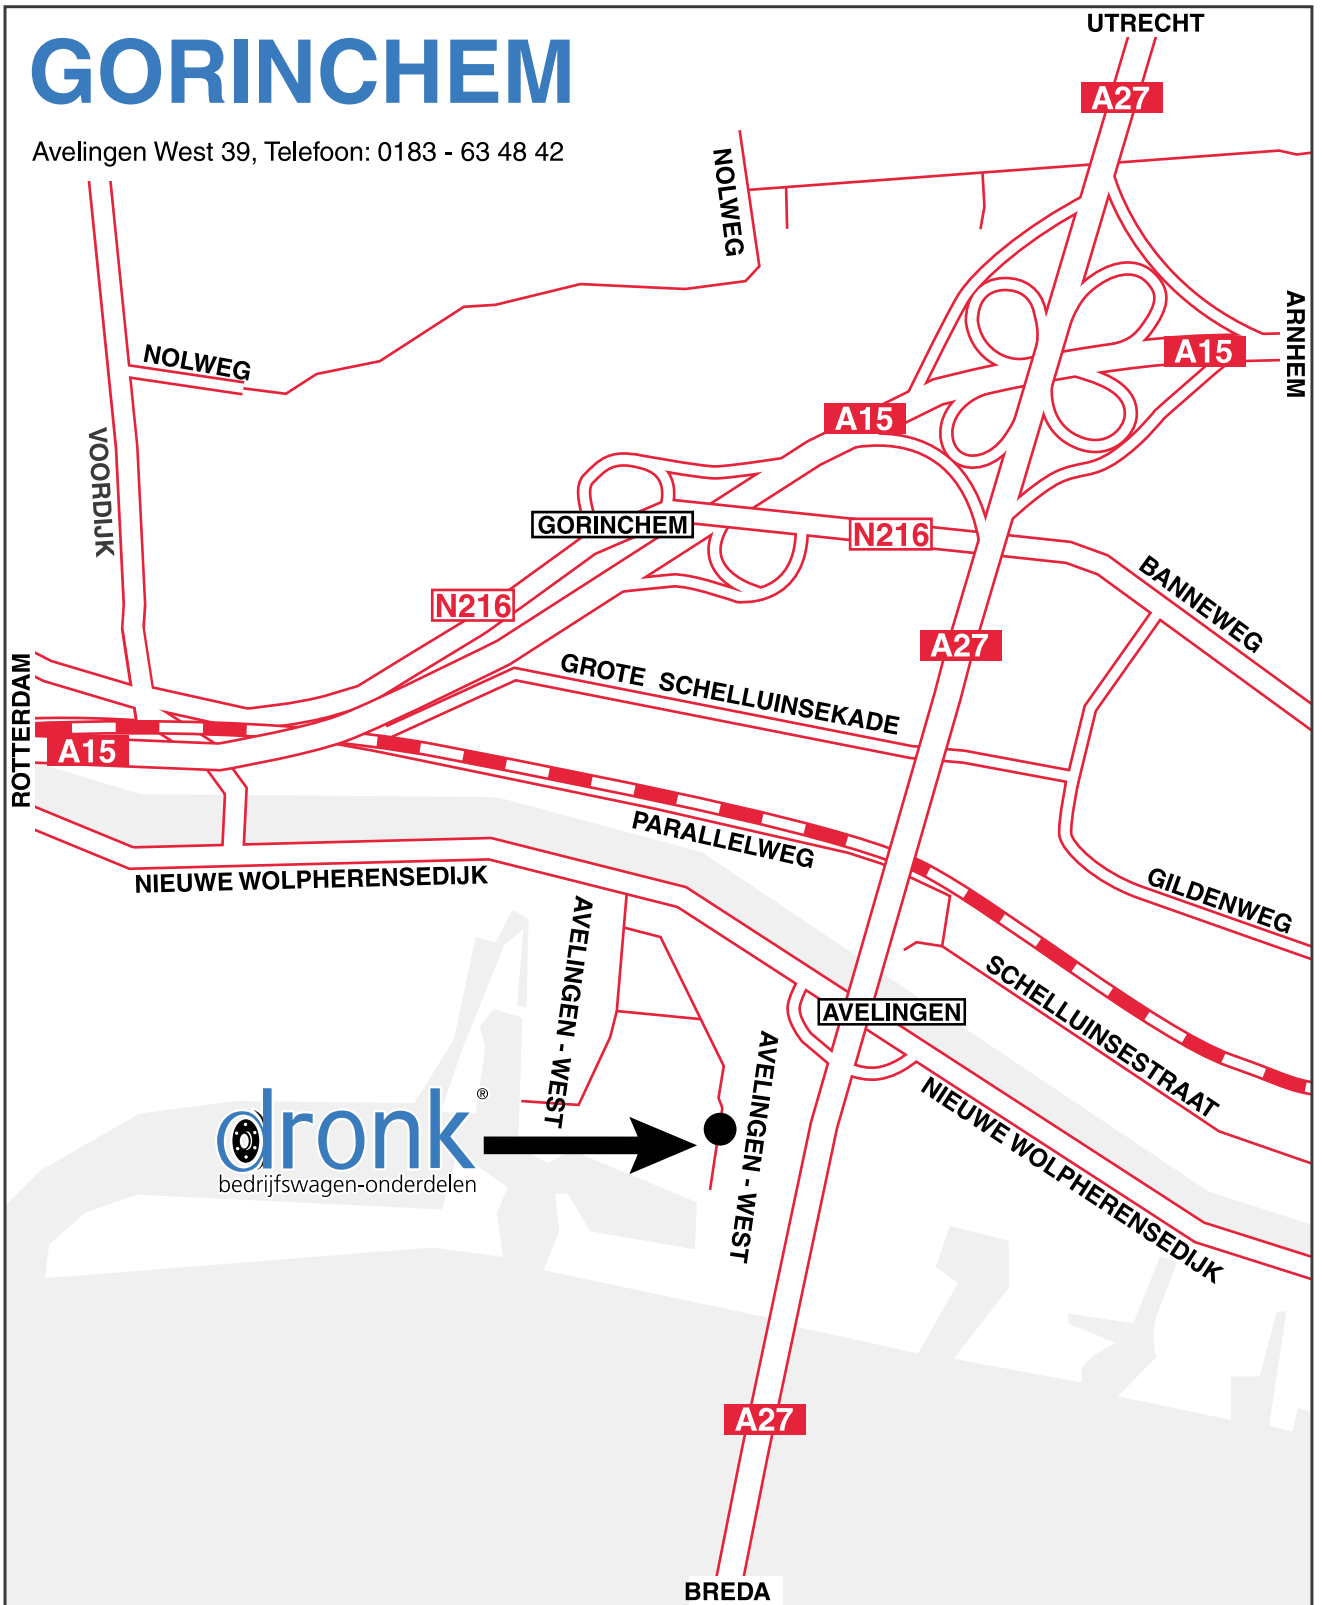 UTRECHT
GORINCHEM
A27
Avelingen West 39, Telefoon: 0183 - 63 48 42
NOLWEG
ARNHEM
A15
NOLWEG
A15
VOORDIJK
GORINCHEM
N216
BANNEWEG
N216
A27
ROTTERDAM
GROTE SCHELLUINSEKADE
A15
PARALLELWEG
NIEUWE WOLPHERENSEDIJK
GILDENWEG
AVELINGEN - WEST
SCHELLUINSESTRAAT
AVELINGEN
AVELINGEN - WEST
NIEUWE WOLPHERENSEDIJK
dronk®
bedrijfswagen-onderdelen
A27
BREDA